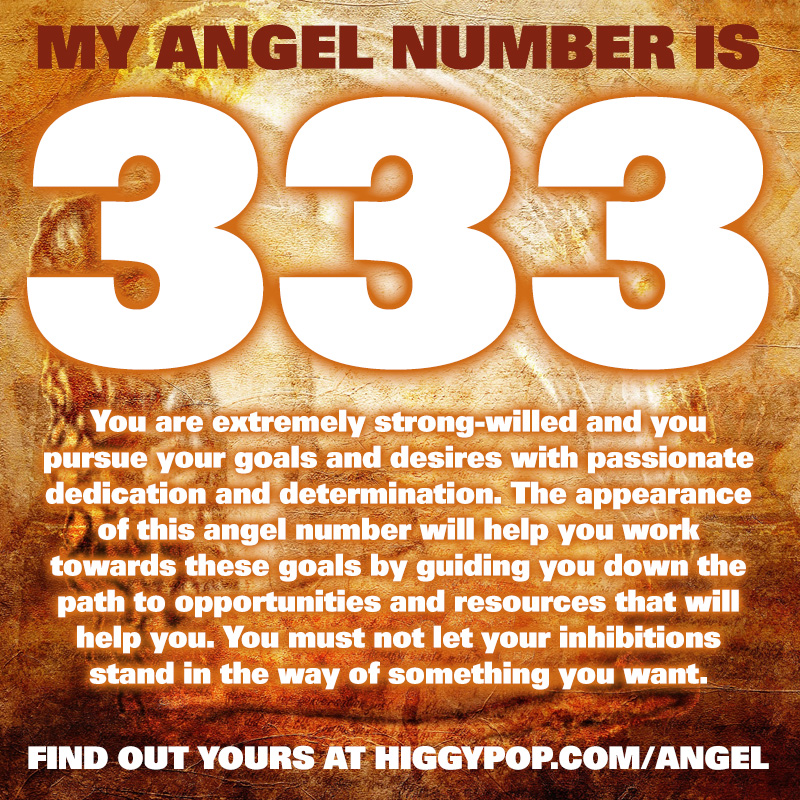 MY ANGEL NUMBER IS
333
You are extremely strong-willed and you
pursue your goals and desires with passionate
dedication and determination. The appearance
of this angel number will help you work
towards these goals by guiding you down the
path to opportunities and resources that will
help you. You must not let your inhibitions
stand in the way of something you want.
FIND OUT YOURS AT HIGGYPOP.COM/ANGEL